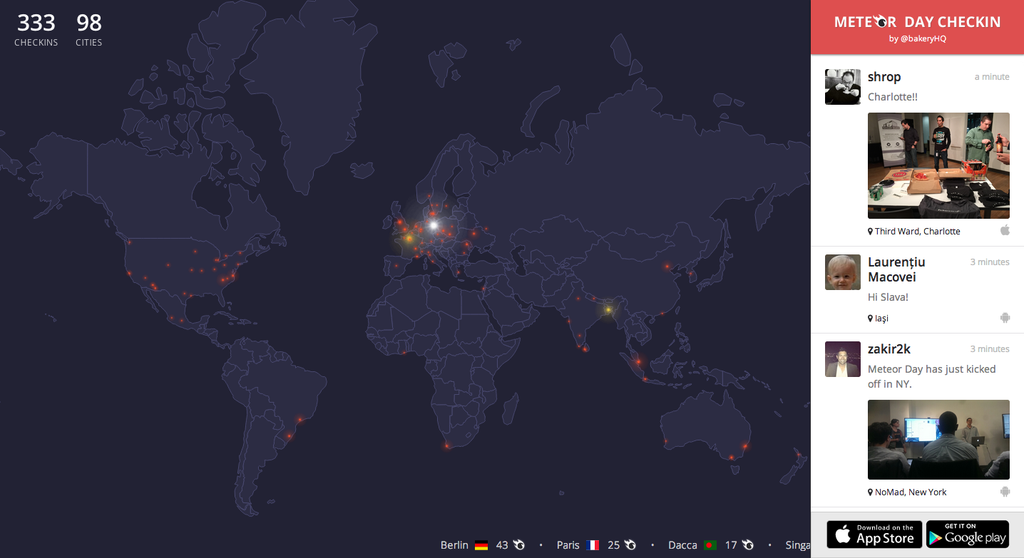 333 98
CHECKINS CITIES
METEOR DAY CHECKIN
by @bakeryHQ
shrop a minute
Charlotte!!
Third Ward, Charlotte
Laurențiu 3 minutes
Macovei
Hi Slava!
Iași
zakir2k 3 minutes
Meteor Day has just kicked
off in NY.
NoMad, New York
Berlin 43 • Paris 25 • Dacca 17 • Singa
Download on the
App Store
GET IT ON
Google play